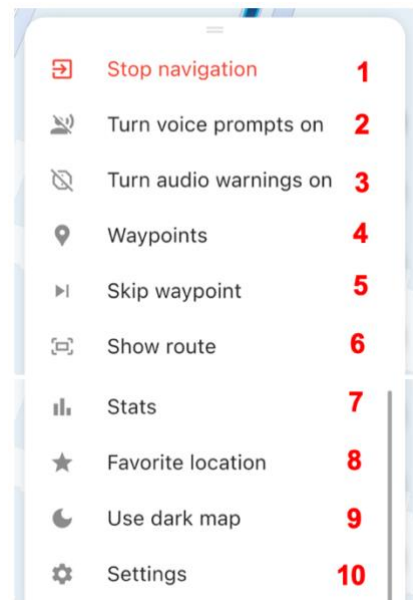 Stop navigation 1
Turn voice prompts on 2
Turn audio warnings on 3
Waypoints 4
Skip waypoint 5
Show route 6
Stats 7
Favorite location 8
Use dark map 9
Settings 10